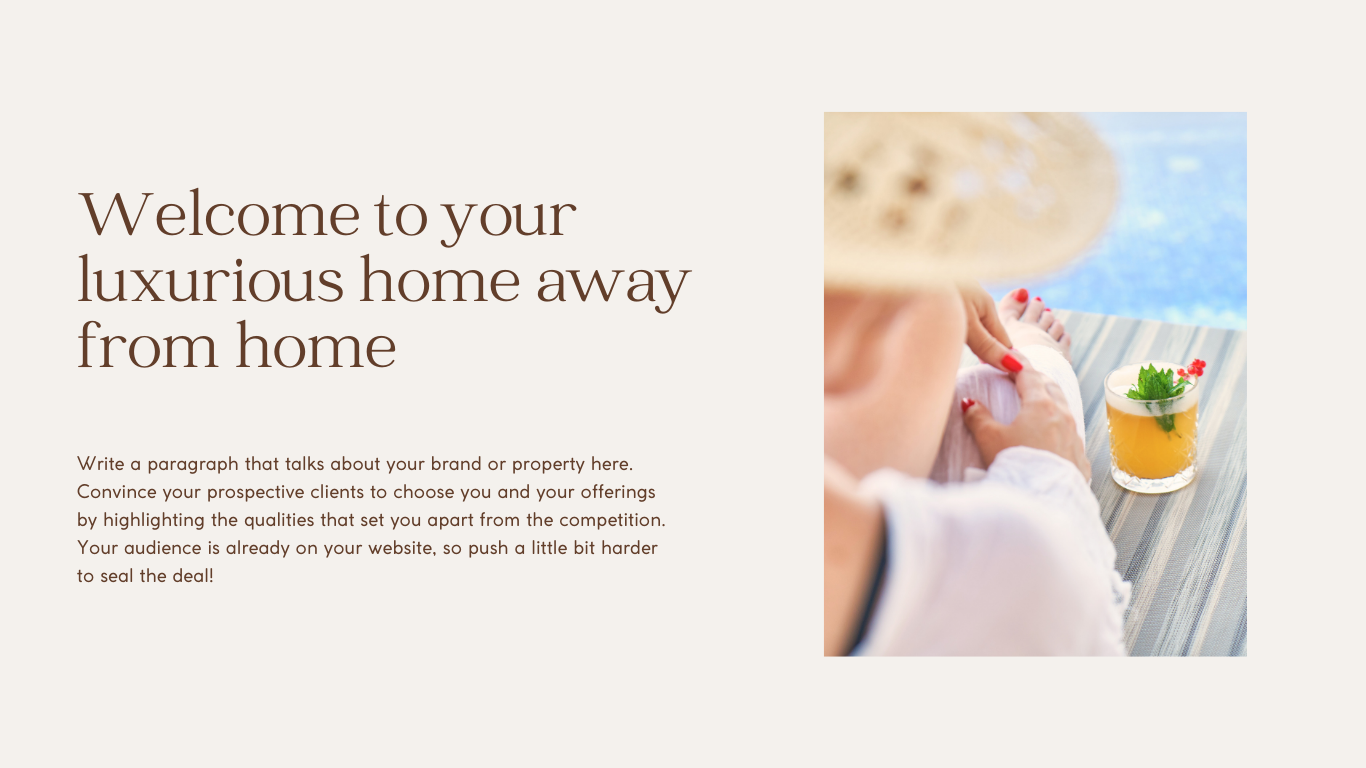 Welcome to your
luxurious home away
from home
Write a paragraph that talks about your brand or property here.
Convince your prospective clients to choose you and your offerings
by highlighting the qualities that set you apart from the competition.
Your audience is already on your website, so push a little bit harder
to seal the deal!